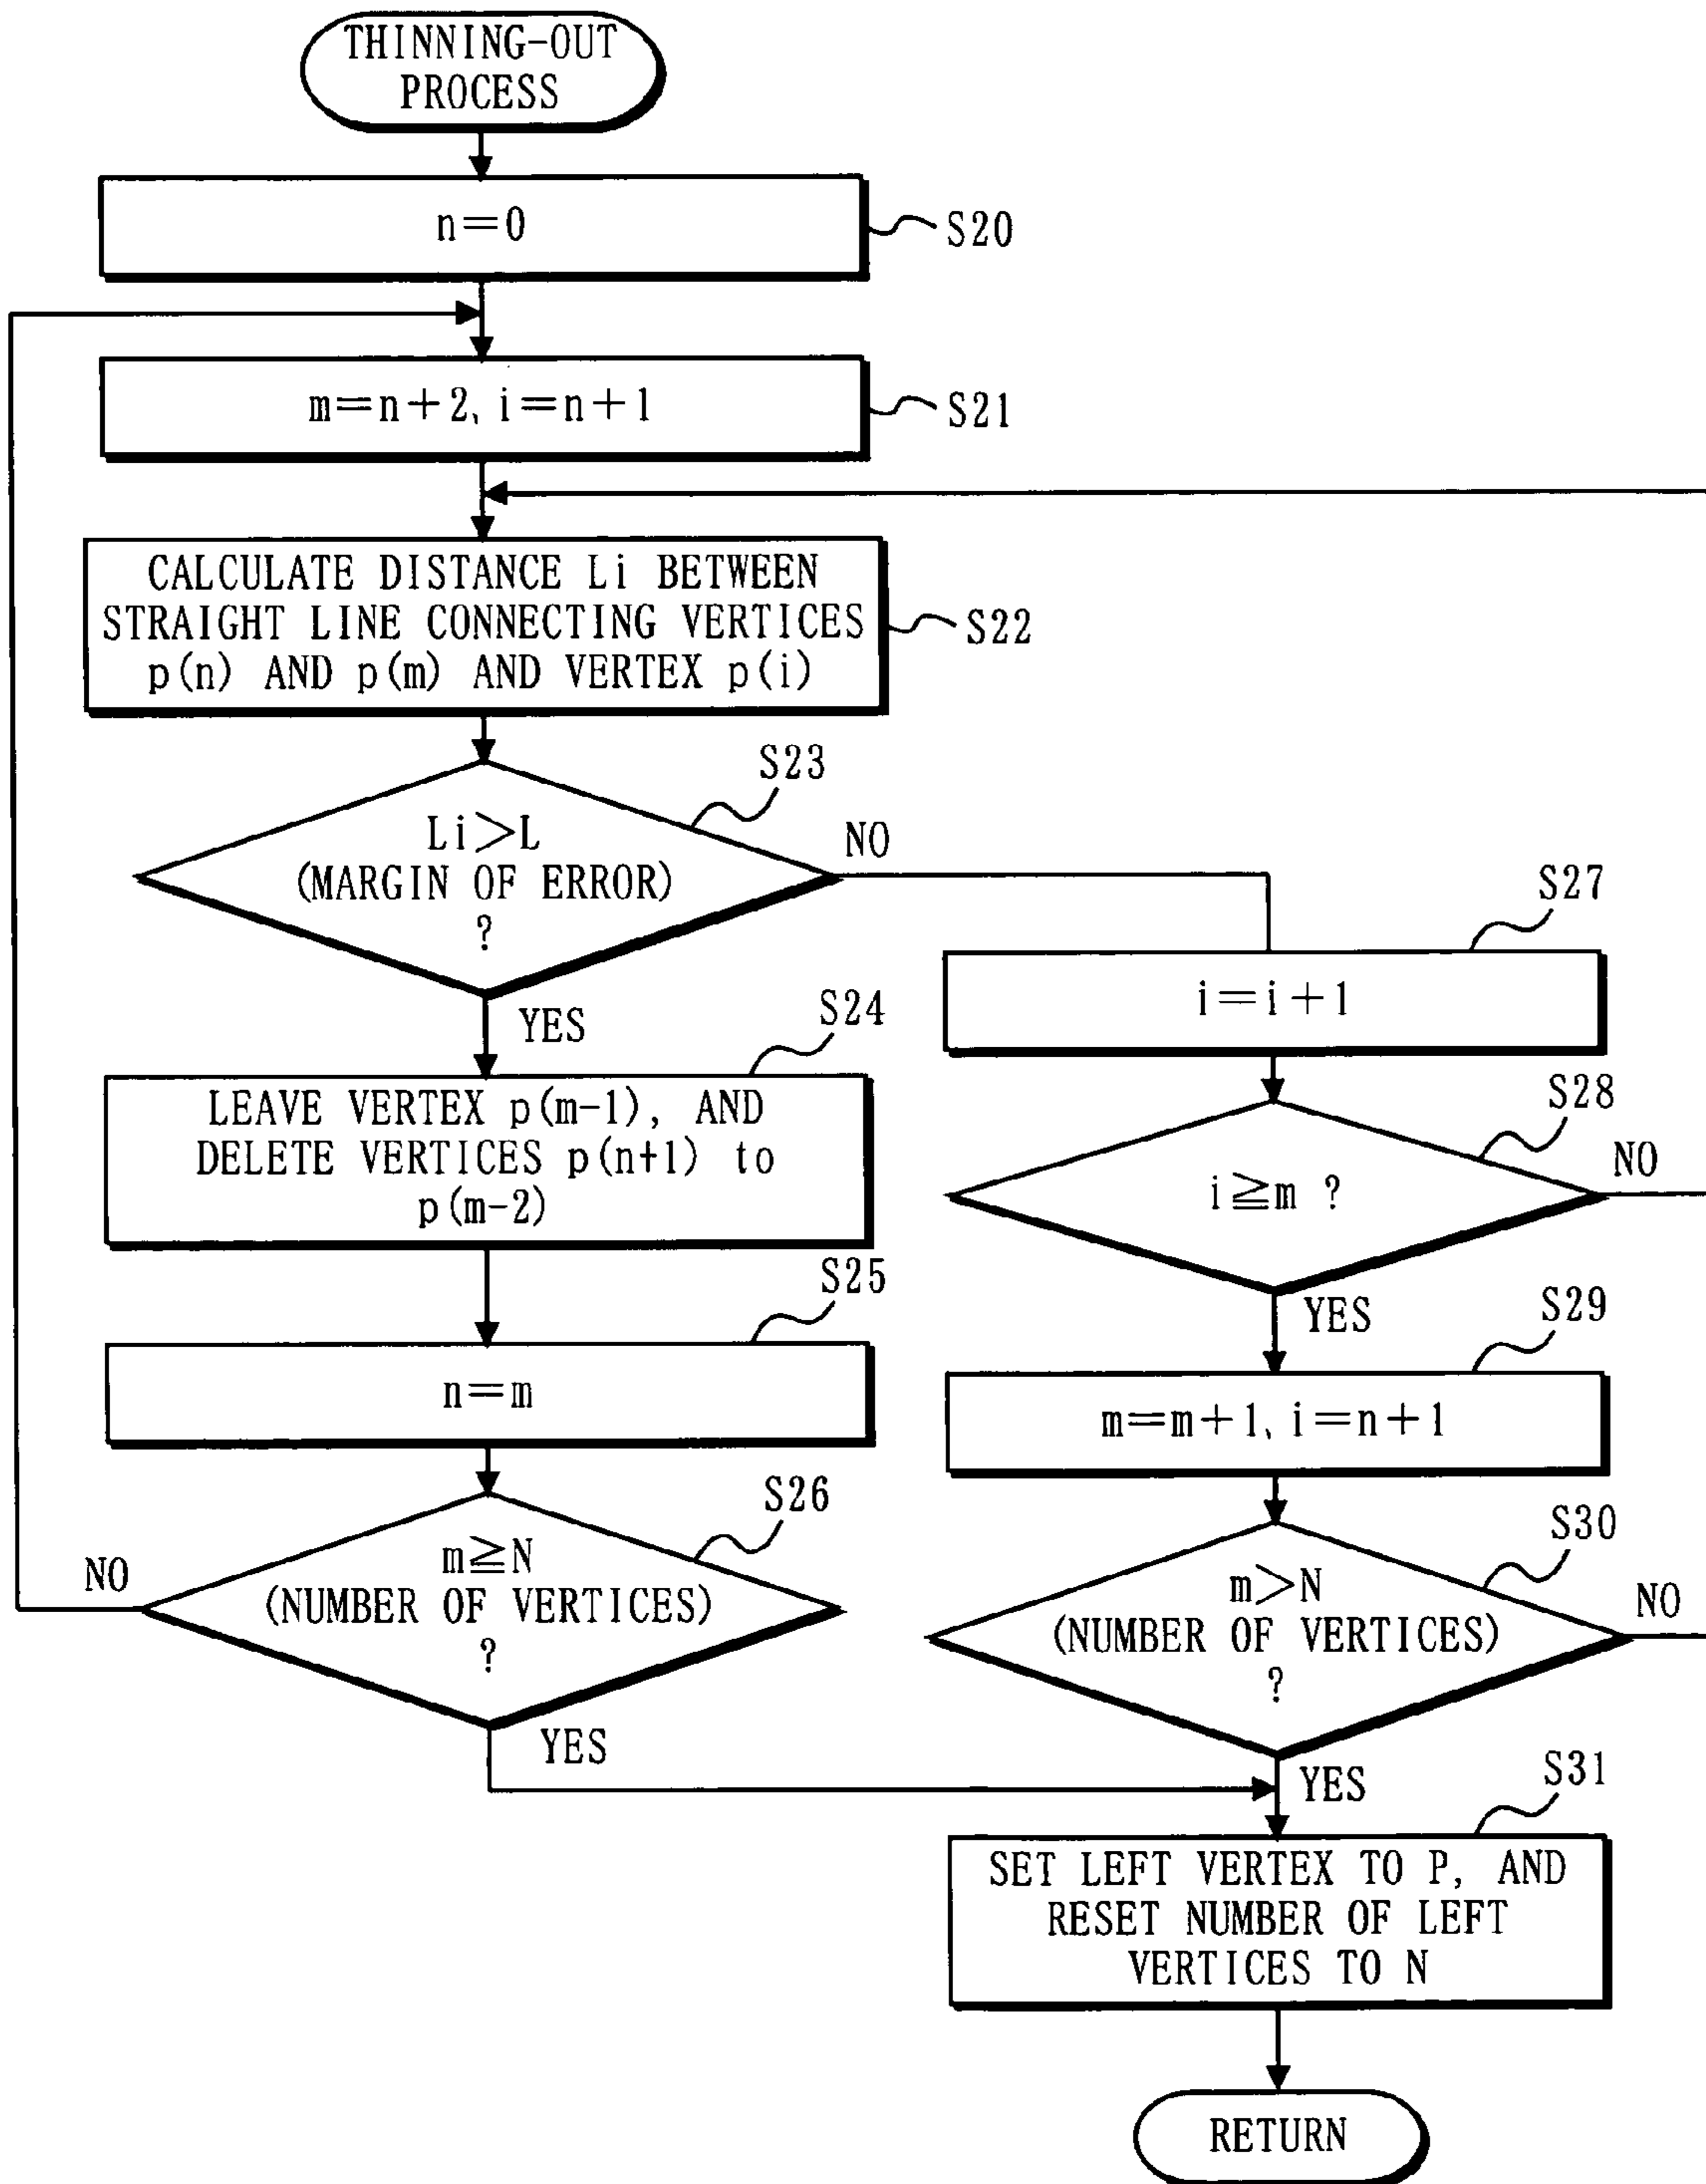 THINNING-OUT
PROCESS
n=0
S20
m=n+2, i=n+1
S21
CALCULATE DISTANCE Li BETWEEN
STRAIGHT LINE CONNECTING VERTICES
p(n) AND p(m) AND VERTEX p(i)
S22
S23
Li>L
(MARGIN OF ERROR)
?
NO
YES
S24
LEAVE VERTEX p(m-1), AND
DELETE VERTICES p(n+1) to
p(m-2)
S25
n=m
S26
m≧N
(NUMBER OF VERTICES)
?
NO
YES
S27
i=i+1
S28
i≧m ?
NO
YES
S29
m=m+1, i=n+1
S30
m>N
(NUMBER OF VERTICES)
?
NO
YES
S31
SET LEFT VERTEX TO P, AND
RESET NUMBER OF LEFT
VERTICES TO N
RETURN